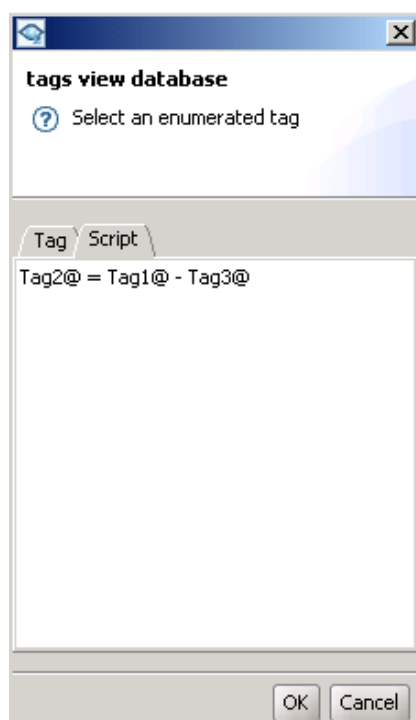 tags view database
Select an enumerated tag
Tag Script
Tag2@ = Tag1@ - Tag3@
OK Cancel